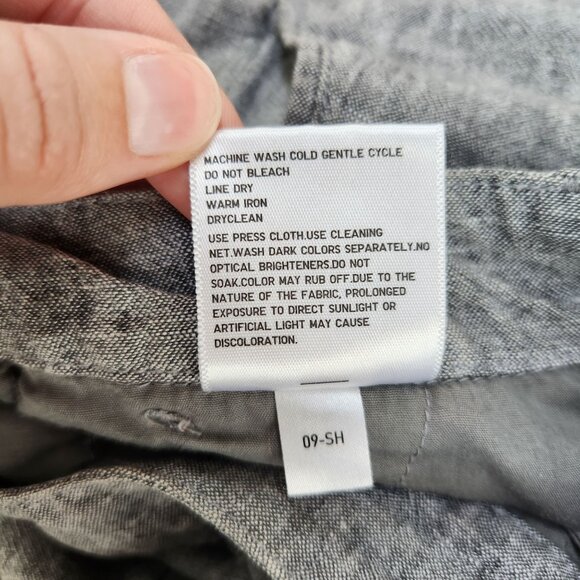 MACHINE WASH COLD GENTLE CYCLE
DO NOT BLEACH
LINE DRY
WARM IRON
DRYCLEAN
USE PRESS CLOTH.USE CLEANING
NET.WASH DARK COLORS SEPARATELY.NO
OPTICAL BRIGHTENERS.DO NOT
SOAK.COLOR MAY RUB OFF.DUE TO THE
NATURE OF THE FABRIC, PROLONGED
EXPOSURE TO DIRECT SUNLIGHT OR
ARTIFICIAL LIGHT MAY CAUSE
DISCOLORATION.
09-SH